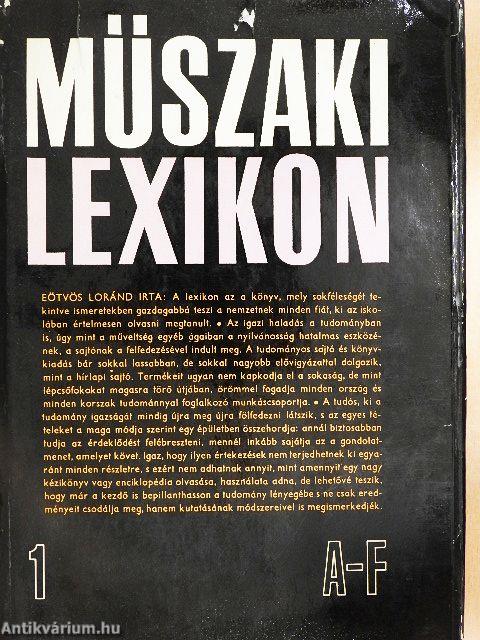 MŰSZAKI
LEXIKON
EÖTVÖS LORÁND IRTA: A lexikon az a könyv, mely sokféleségét te-
kintve ismeretekben gazdagabbá teszi a nemzetnek minden fiát, ki az isko-
lában értelmesen olvasni megtanult. • Az igazi haladás a tudományban
is, úgy mint a műveltség egyéb ágaiban a nyilvánosság hatalmas eszközé-
nek, a sajtónak a felfedezésével indult meg. A tudományos sajtó és könyv-
kiadás bár sokkal lassabban, de sokkal nagyobb elővigyázattal dolgozik,
mint a hírlapi sajtó. Termékeit ugyan nem kapkodja el a sokaság, de mint
lépcsőfokokat magasra törő útjában, örömmel fogadja minden ország és
minden korszak tudománnyal foglalkozó munkáscsoportja. • A tudós, ki a
tudomány igazságát mindig újra meg újra fölfedezni látszik, s az egyes té-
teleket a maga módja szerint egy épületben összehordja: annál biztosabban
tudja az érdeklődést felébreszteni, mennél inkább sajátja az a gondolat-
menet, amelyet követ. Igaz, hogy ilyen értekezések nem terjedhetnek ki egya-
ránt minden részletre, s ezért nem adhatnak annyit, mint amennyit egy nagy
kézikönyv vagy enciklopédia olvasása, használata adna, de lehetővé teszik,
hogy már a kezdő is bepillanthasson a tudomány lényegébe s ne csak ered-
ményeit csodálja meg, hanem kutatásának módszereivel is megismerkedjék.
1 A-F
Antikvárium.hu